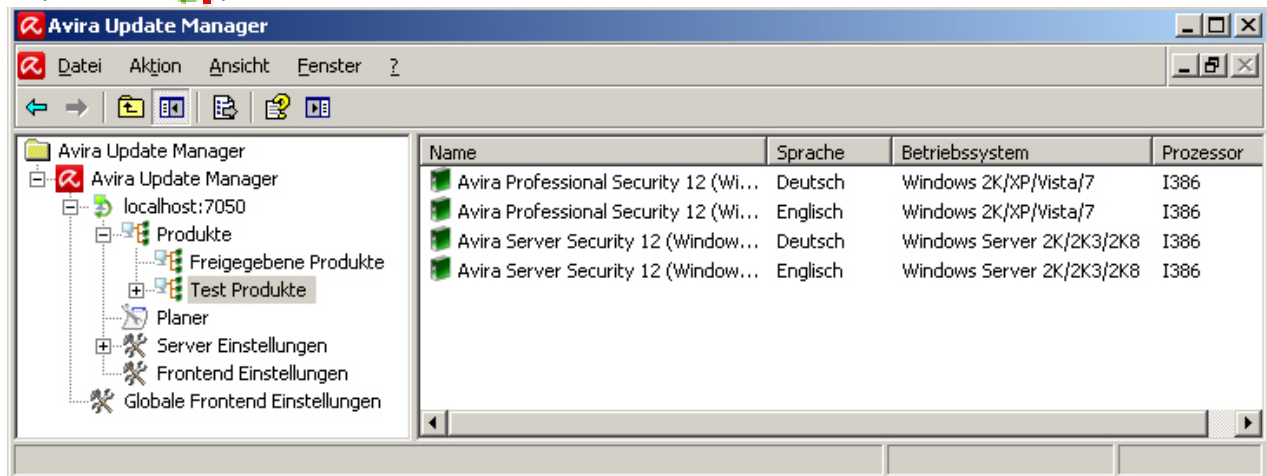 Avira Update Manager
Datei Aktion Ansicht Fenster ?
Avira Update Manager
Avira Update Manager
localhost:7050
Produkte
Freigegebene Produkte
Test Produkte
Planer
Server Einstellungen
Frontend Einstellungen
Globale Frontend Einstellungen
Name Sprache Betriebssystem Prozessor
Avira Professional Security 12 (Wi... Deutsch Windows 2K/XP/Vista/7 I386
Avira Professional Security 12 (Wi... Englisch Windows 2K/XP/Vista/7 I386
Avira Server Security 12 (Window... Deutsch Windows Server 2K/2K3/2K8 I386
Avira Server Security 12 (Window... Englisch Windows Server 2K/2K3/2K8 I386